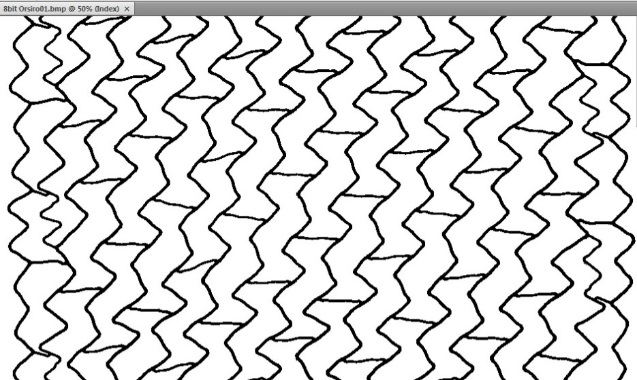 8bit Orsiro01.bmp @ 50% (Index) ×